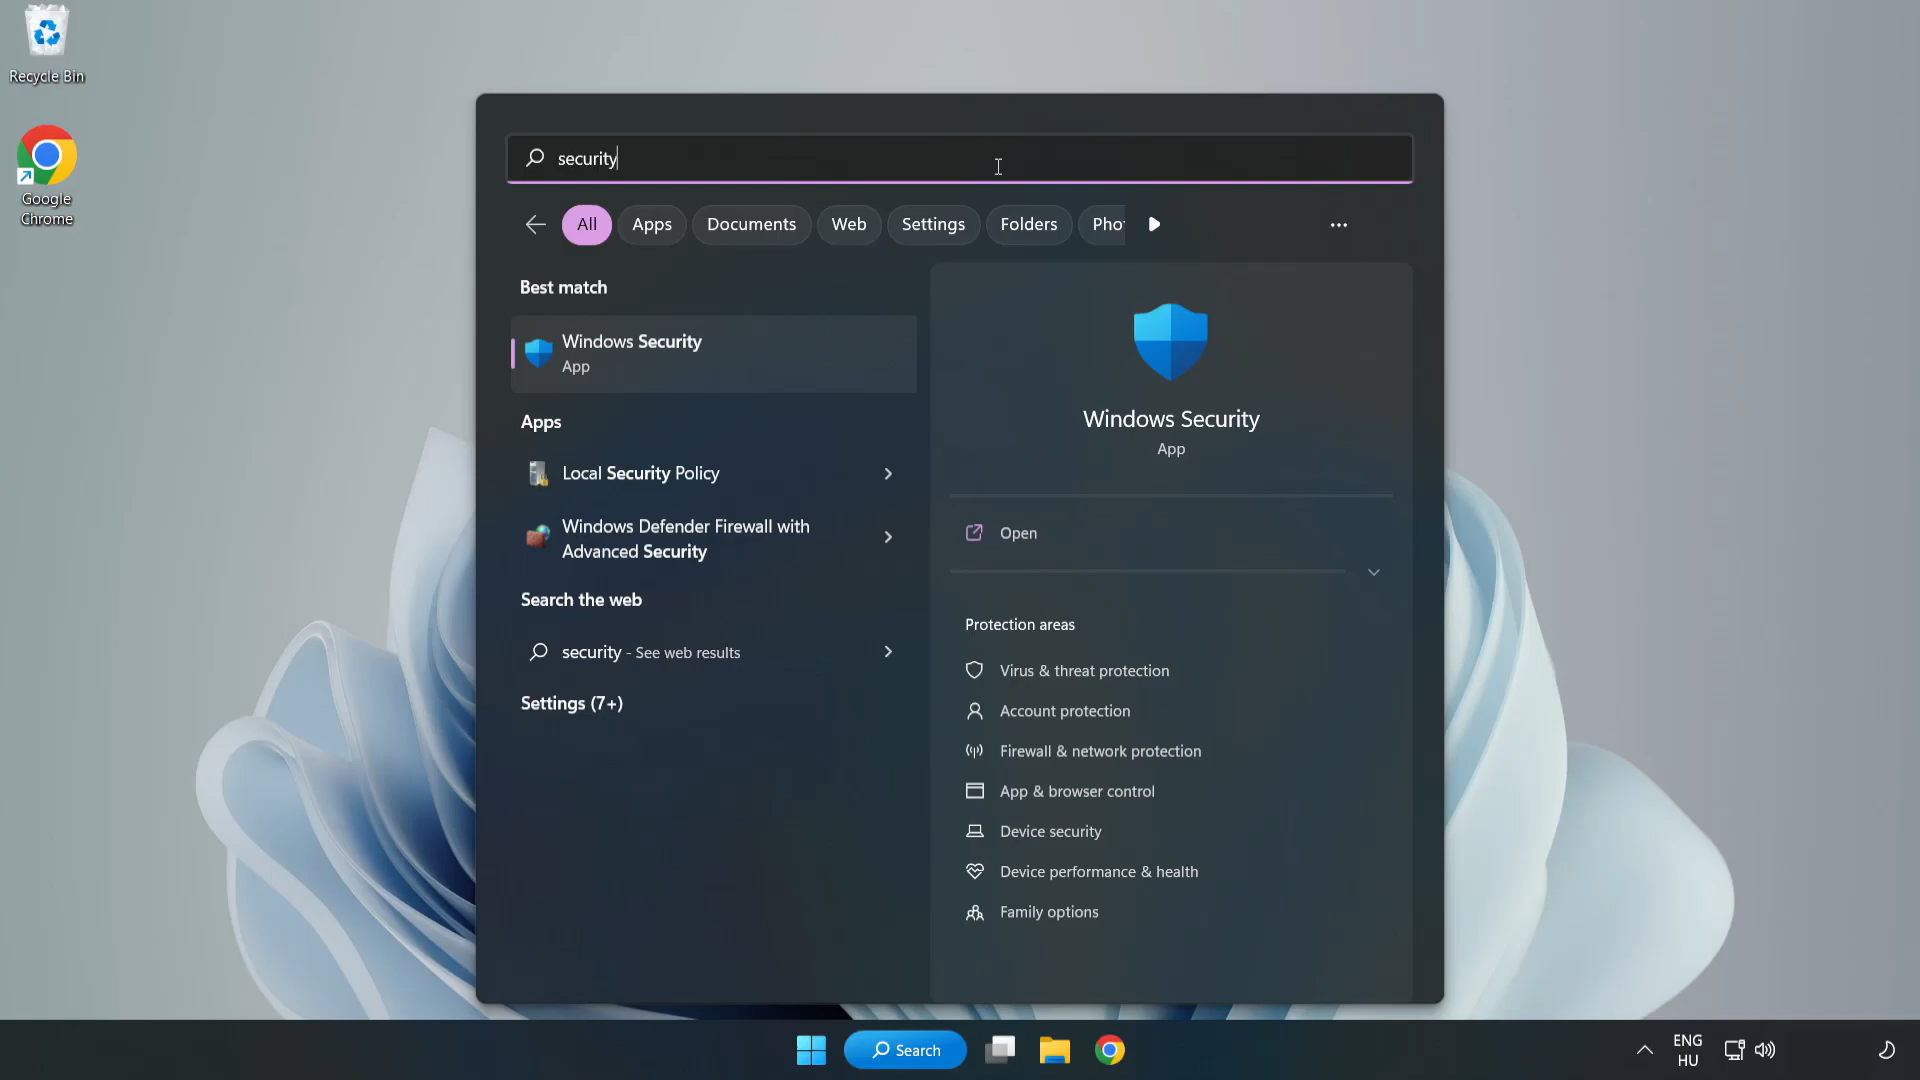 Recycle Bin
Google
Chrome
security
All
Apps
Documents
Web
Settings
Folders
Best match
Windows Security
App
Apps
Local Security Policy
Windows Defender Firewall with
Advanced Security
Search the web
security - See web results
Settings (7+)
Windows Security
App
Open
Protection areas
Virus & threat protection
Account protection
Firewall & network protection
App & browser control
Device security
Device performance & health
Family options
Search
ENG
HU